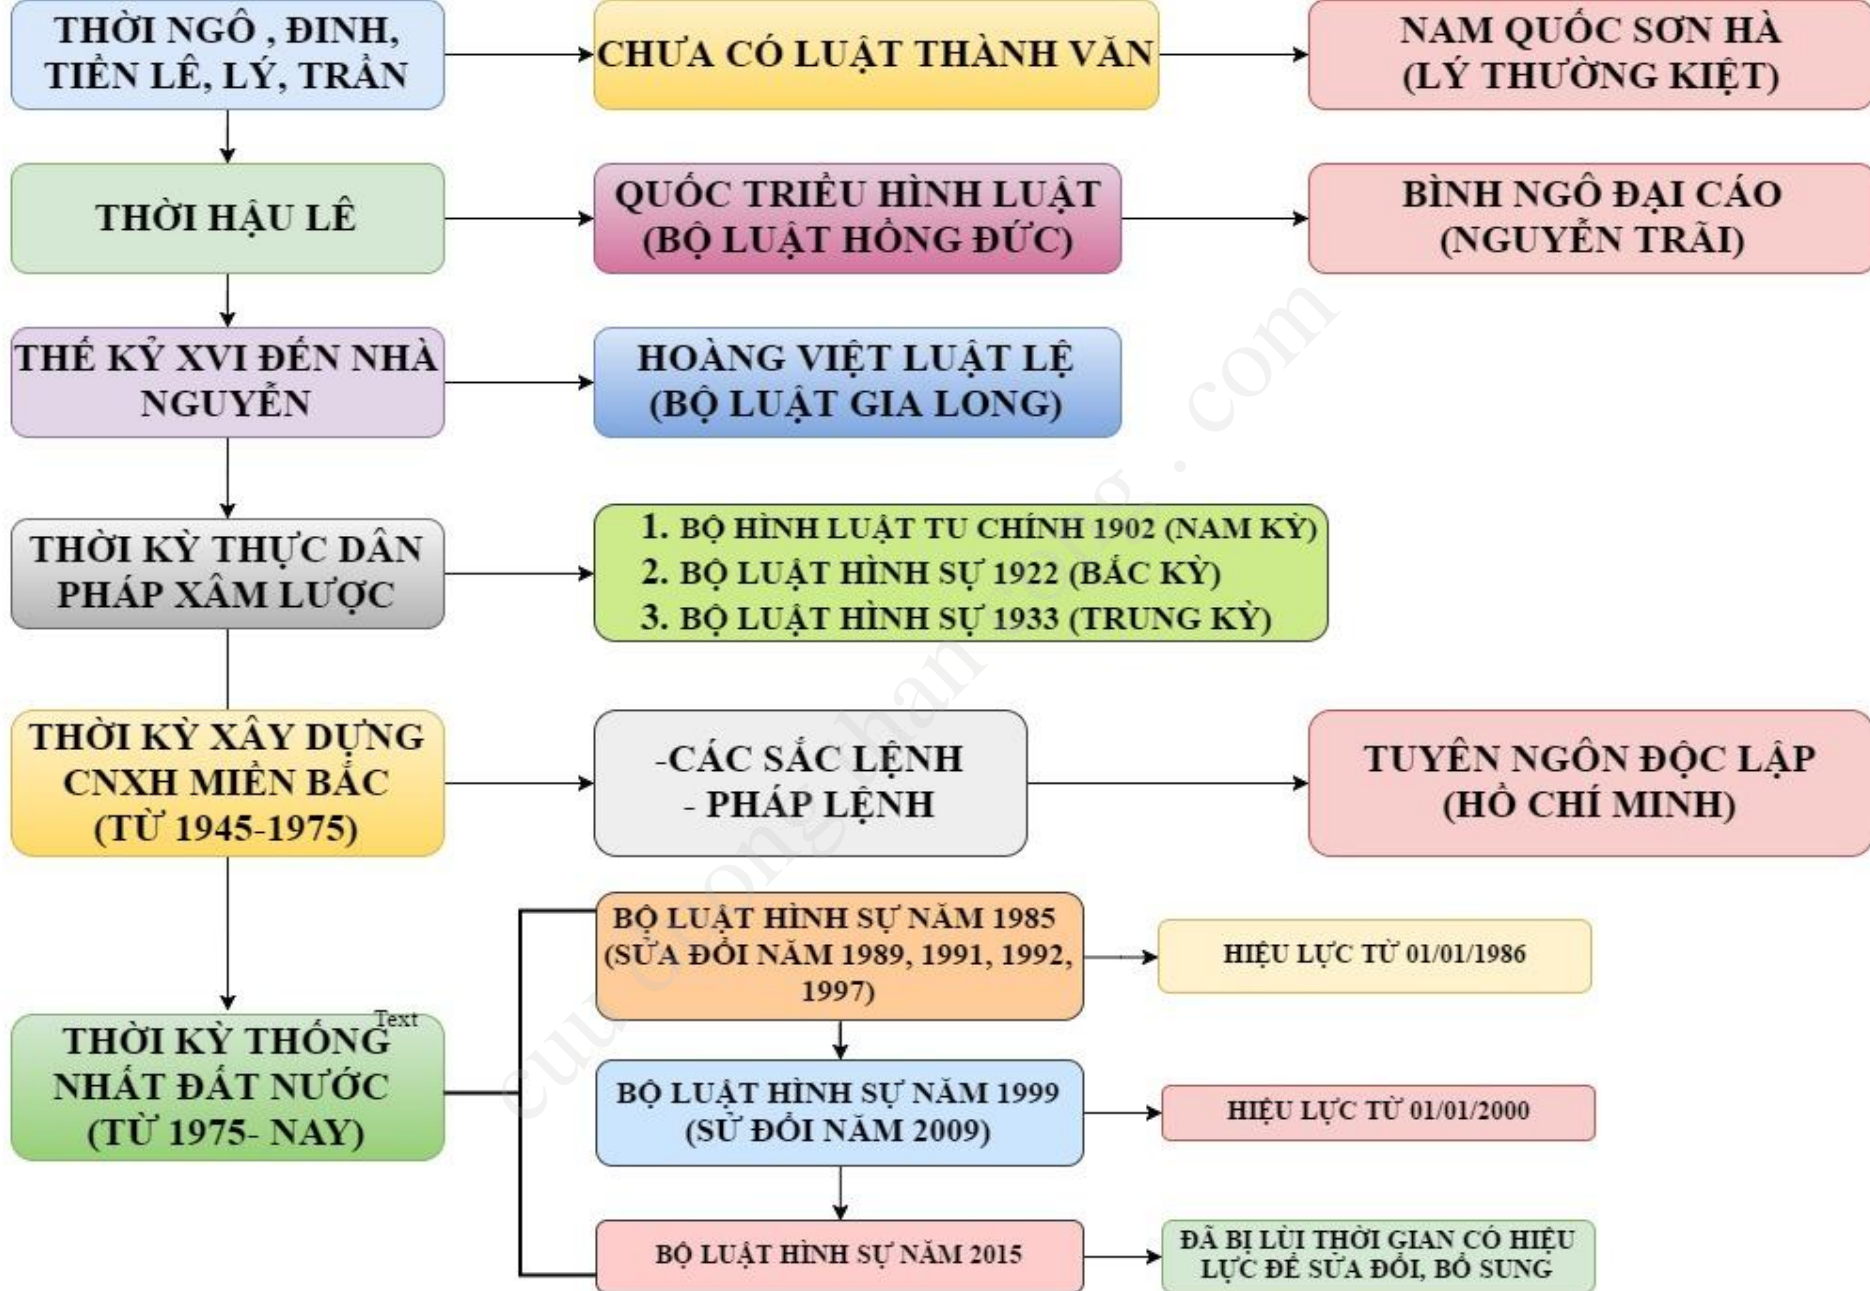 THỜI NGÔ , ĐINH,
TIỀN LÊ, LÝ, TRẦN
CHƯA CÓ LUẬT THÀNH VĂN
NAM QUỐC SƠN HÀ
(LÝ THƯỜNG KIỆT)
THỜI HẬU LÊ
QUỐC TRIỀU HÌNH LUẬT
(BỘ LUẬT HỒNG ĐỨC)
BÌNH NGÔ ĐẠI CÁO
(NGUYỄN TRÃI)
THẾ KỶ XVI ĐẾN NHÀ
NGUYỄN
HOÀNG VIỆT LUẬT LỆ
(BỘ LUẬT GIA LONG)
THỜI KỲ THỰC DÂN
PHÁP XÂM LƯỢC
1. BỘ HÌNH LUẬT TU CHÍNH 1902 (NAM KỲ)
2. BỘ LUẬT HÌNH SỰ 1922 (BẮC KỲ)
3. BỘ LUẬT HÌNH SỰ 1933 (TRUNG KỲ)
THỜI KỲ XÂY DỰNG
CNXH MIỀN BẮC
(TỪ 1945-1975)
-CÁC SẮC LỆNH
- PHÁP LỆNH
TUYÊN NGÔN ĐỘC LẬP
(HỒ CHÍ MINH)
THỜI KỲ THỐNG
NHẤT ĐẤT NƯỚC
(TỪ 1975- NAY)
Text
BỘ LUẬT HÌNH SỰ NĂM 1985
(SỬA ĐỔI NĂM 1989, 1991, 1992,
1997)
HIỆU LỰC TỪ 01/01/1986
BỘ LUẬT HÌNH SỰ NĂM 1999
(SỬ ĐỔI NĂM 2009)
HIỆU LỰC TỪ 01/01/2000
BỘ LUẬT HÌNH SỰ NĂM 2015
ĐÃ BỊ LÙI THỜI GIAN CÓ HIỆU
LỰC ĐỂ SỬA ĐỔI, BỔ SUNG